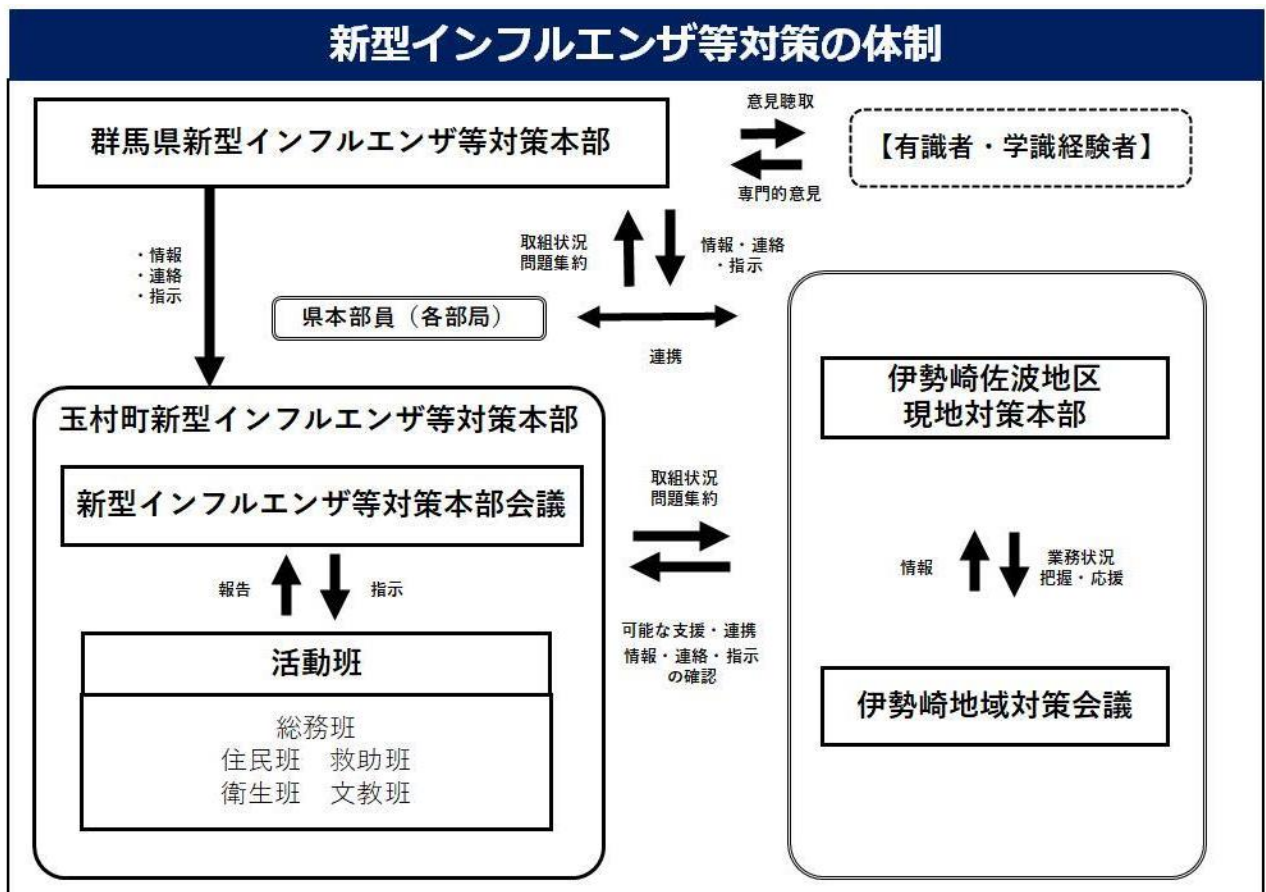 新型インフルエンザ等対策の体制
群馬県新型インフルエンザ等対策本部
意見聴取
専門的意見
【有識者・学識経験者】
・情報
・連絡
・指示
取組状況
問題集約
情報・連絡
・指示
県本部員（各部局）
連携
玉村町新型インフルエンザ等対策本部
新型インフルエンザ等対策本部会議
報告
指示
活動班
総務班
住民班　救助班
衛生班　文教班
取組状況
問題集約
可能な支援・連携
情報・連絡・指示
の確認
伊勢崎佐波地区
現地対策本部
情報
業務状況
把握・応援
伊勢崎地域対策会議